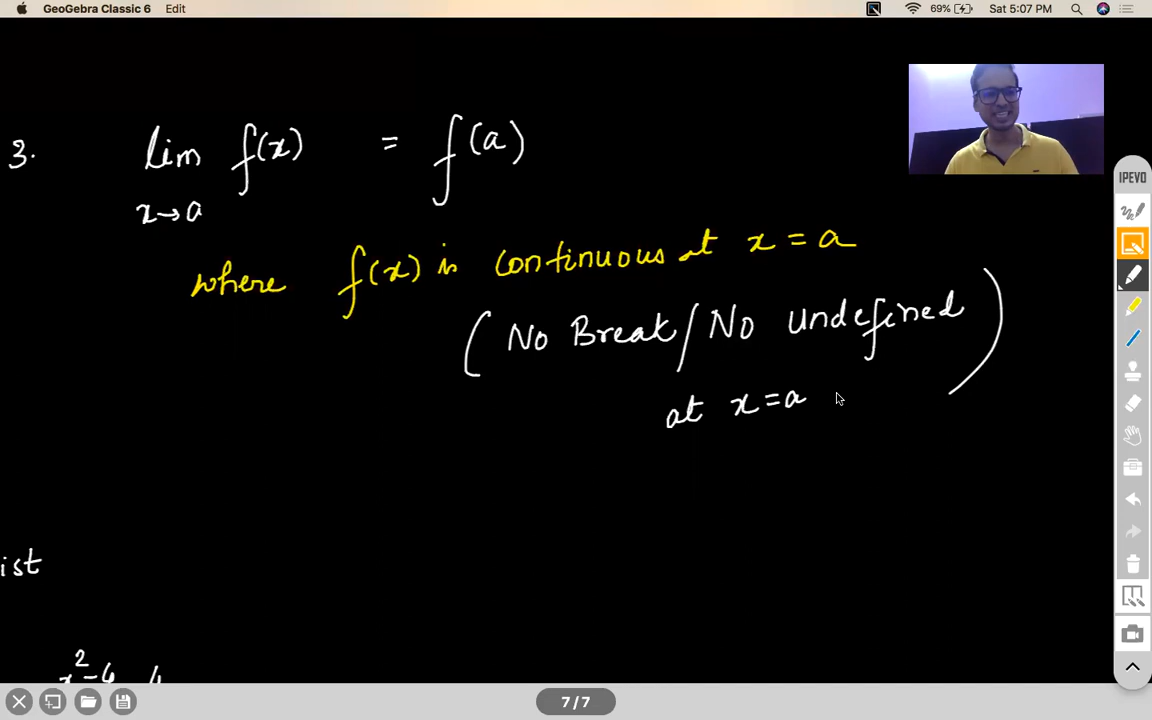 GeoGebra Classic 6 Edit 69% Sat 5:07 PM
3. lim f(x) = f(a)
x→a
IPEVO
where f(x) is continuous at x = a
( No Break / No undefined )
at x = a
ist
7 / 7